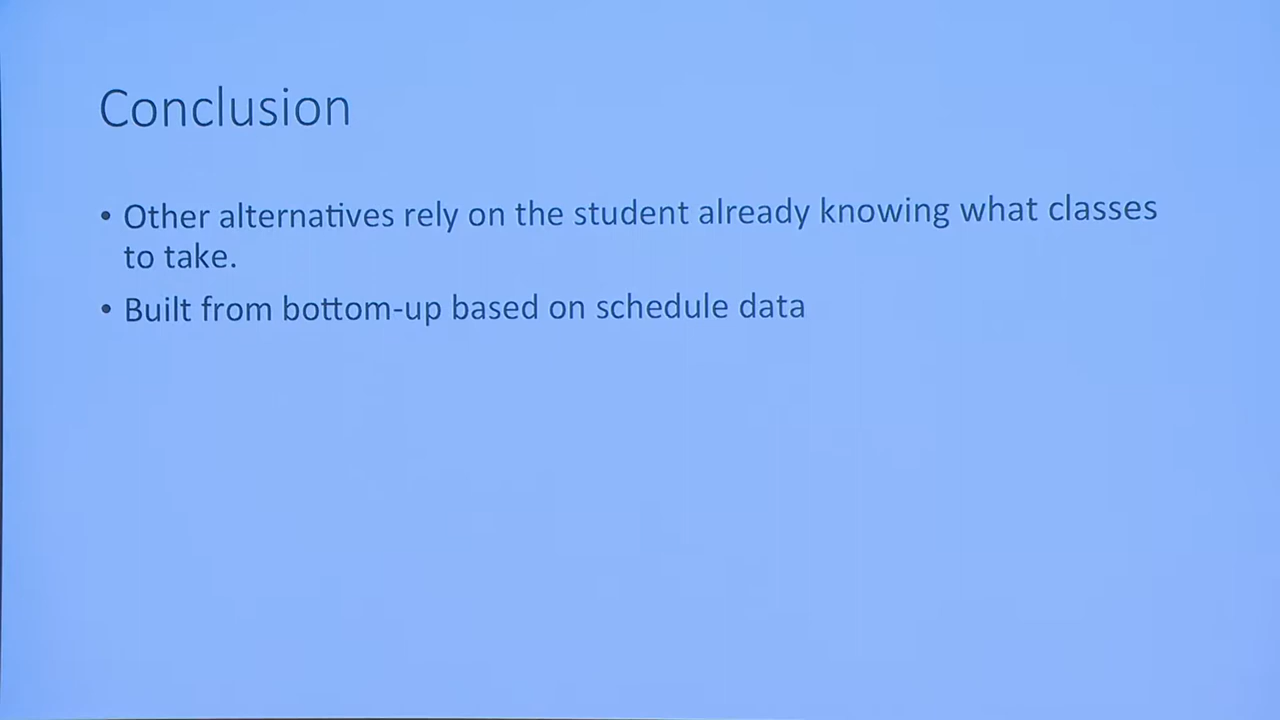 Conclusion
• Other alternatives rely on the student already knowing what classes
to take.
• Built from bottom-up based on schedule data